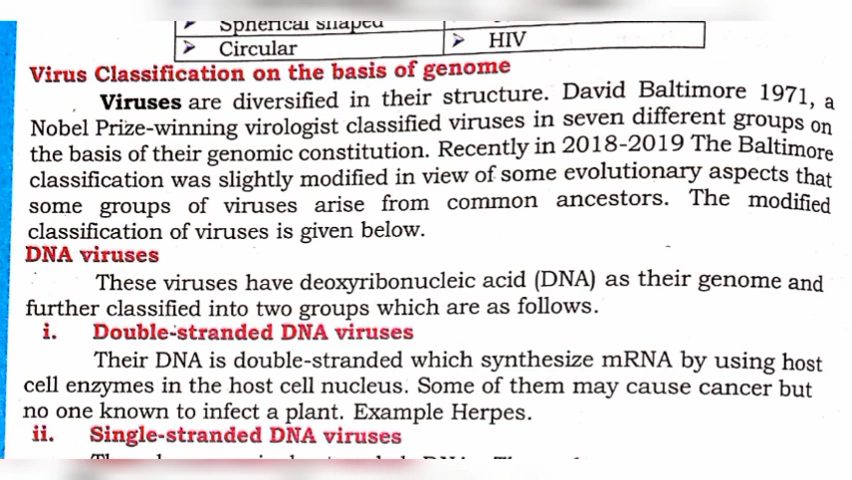 ➤ Spherical shaped
➤ Circular ➤ HIV
Virus Classification on the basis of genome
Viruses are diversified in their structure. David Baltimore 1971, a
Nobel Prize-winning virologist classified viruses in seven different groups on
the basis of their genomic constitution. Recently in 2018-2019 The Baltimore
classification was slightly modified in view of some evolutionary aspects that
some groups of viruses arise from common ancestors. The modified
classification of viruses is given below.
DNA viruses
These viruses have deoxyribonucleic acid (DNA) as their genome and
further classified into two groups which are as follows.
i. Double-stranded DNA viruses
Their DNA is double-stranded which synthesize mRNA by using host
cell enzymes in the host cell nucleus. Some of them may cause cancer but
no one known to infect a plant. Example Herpes.
ii. Single-stranded DNA viruses